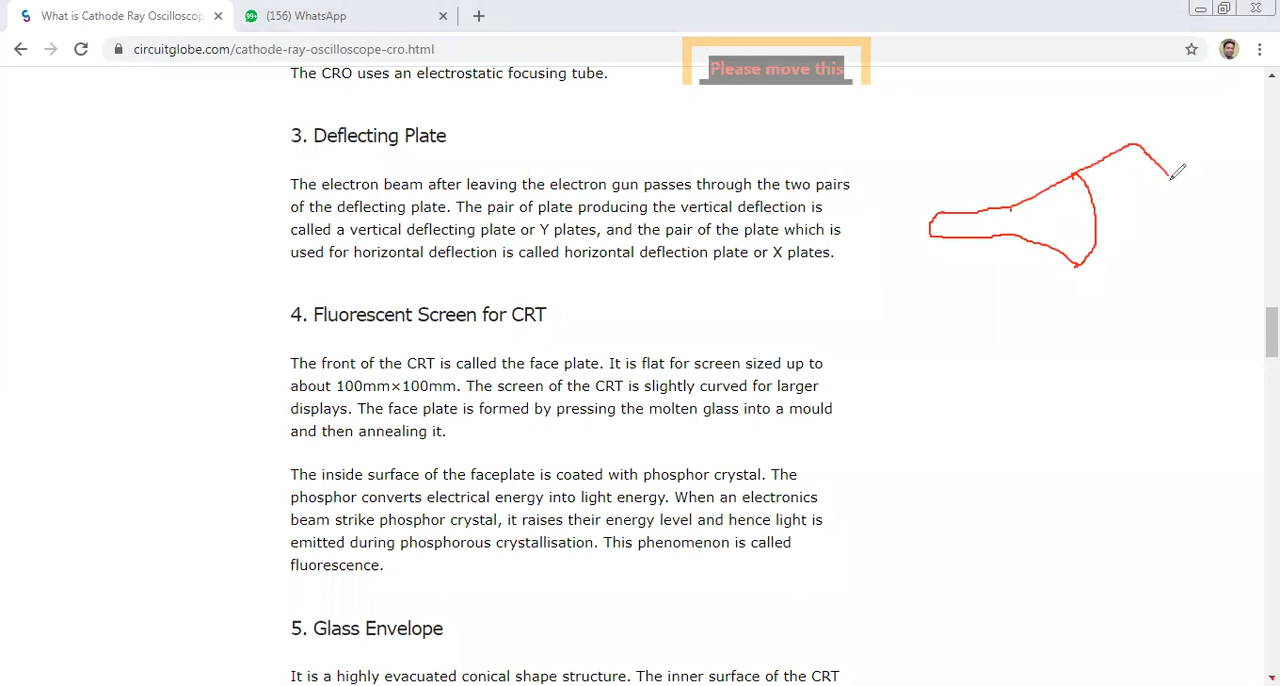 What is Cathode Ray Oscilloscop
99+ (156) WhatsApp
circuitglobe.com/cathode-ray-oscilloscope-cro.html
Please move this
The CRO uses an electrostatic focusing tube.
3. Deflecting Plate
The electron beam after leaving the electron gun passes through the two pairs
of the deflecting plate. The pair of plate producing the vertical deflection is
called a vertical deflecting plate or Y plates, and the pair of the plate which is
used for horizontal deflection is called horizontal deflection plate or X plates.
4. Fluorescent Screen for CRT
The front of the CRT is called the face plate. It is flat for screen sized up to
about 100mm×100mm. The screen of the CRT is slightly curved for larger
displays. The face plate is formed by pressing the molten glass into a mould
and then annealing it.
The inside surface of the faceplate is coated with phosphor crystal. The
phosphor converts electrical energy into light energy. When an electronics
beam strike phosphor crystal, it raises their energy level and hence light is
emitted during phosphorous crystallisation. This phenomenon is called
fluorescence.
5. Glass Envelope
It is a highly evacuated conical shape structure. The inner surface of the CRT